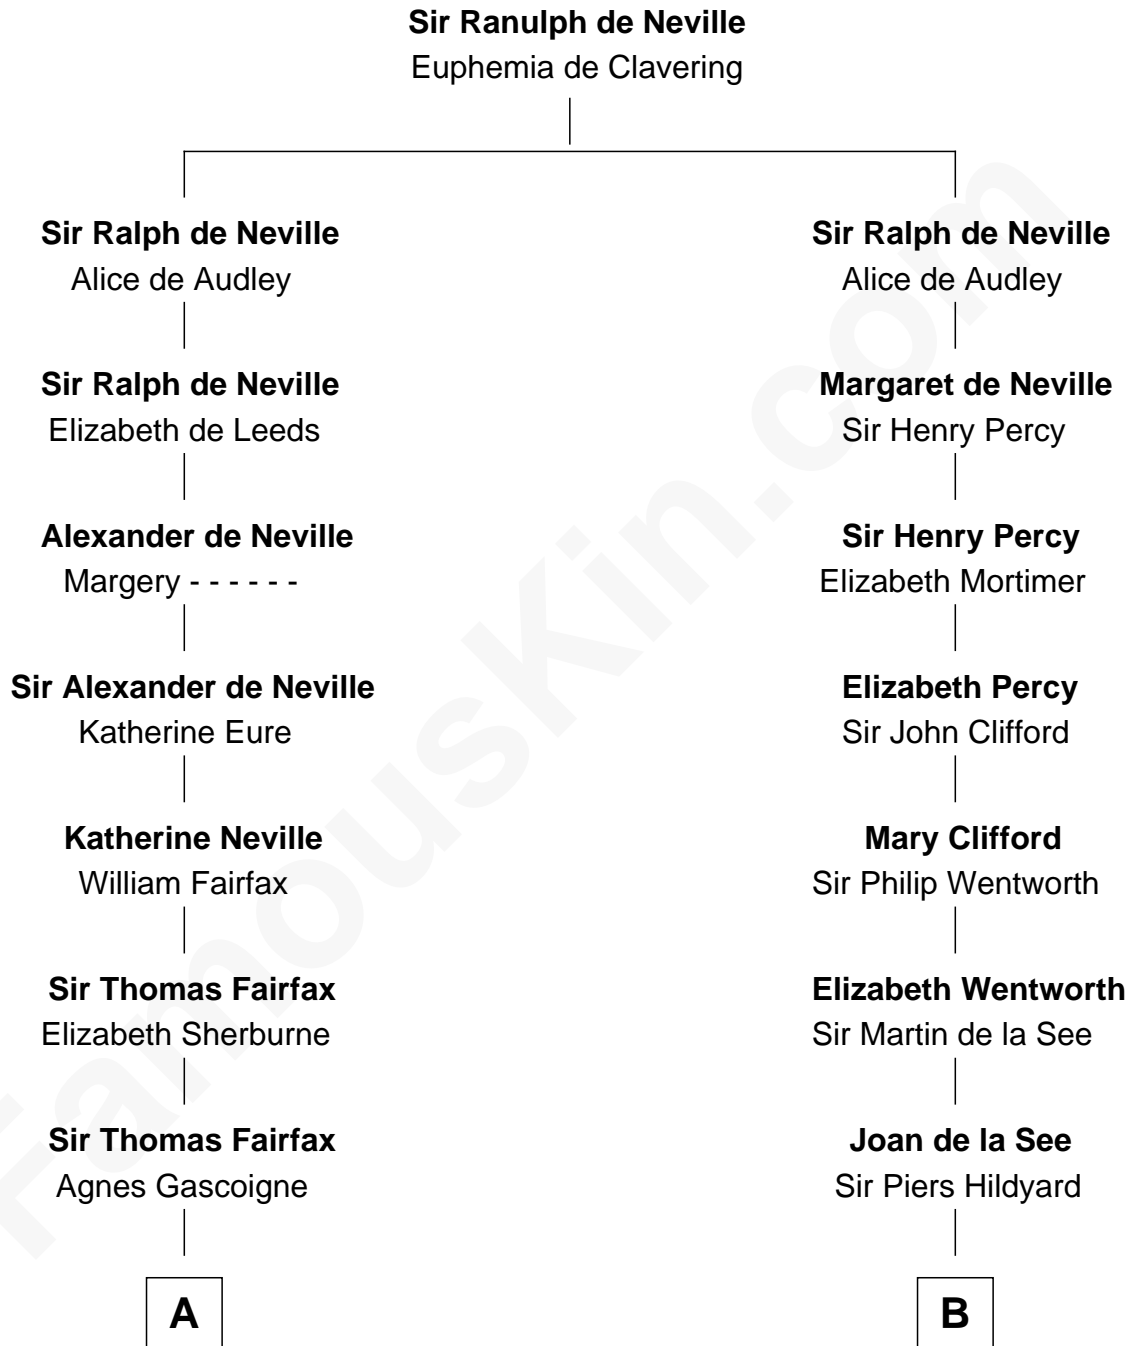 Sir Ranulph de Neville
Euphemia de Clavering
Sir Ralph de Neville
Alice de Audley
Sir Ralph de Neville
Alice de Audley
Sir Ralph de Neville
Elizabeth de Leeds
Margaret de Neville
Sir Henry Percy
Alexander de Neville
Margery - - - - - -
Sir Henry Percy
Elizabeth Mortimer
Sir Alexander de Neville
Katherine Eure
Elizabeth Percy
Sir John Clifford
Katherine Neville
William Fairfax
Mary Clifford
Sir Philip Wentworth
Sir Thomas Fairfax
Elizabeth Sherburne
Elizabeth Wentworth
Sir Martin de la See
Sir Thomas Fairfax
Agnes Gascoigne
Joan de la See
Sir Piers Hildyard
A
B
FamousKin.com